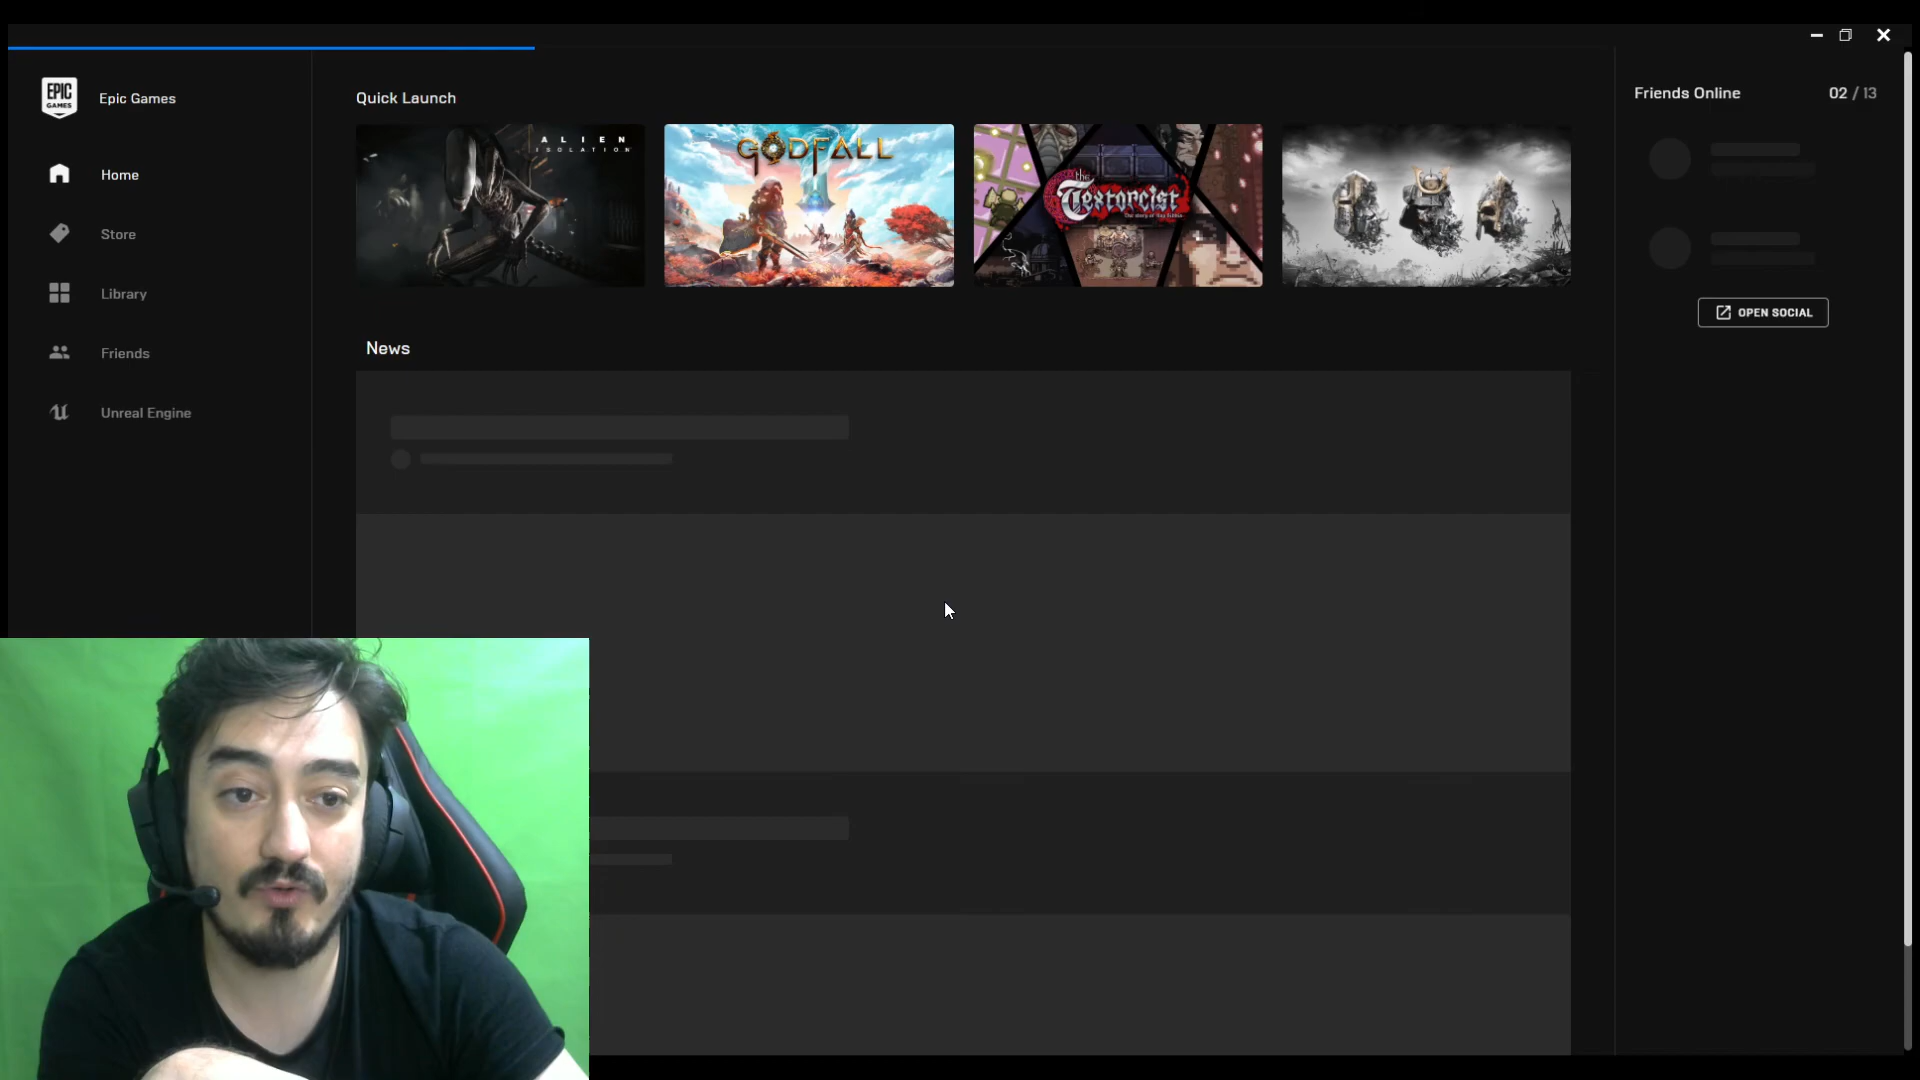 EPIC
GAMES
Epic Games
Home
Store
Library
Friends
Unreal Engine
Quick Launch
ALIEN
ISOLATION
GODFALL
the
Textorcist
News
Friends Online
02 / 13
OPEN SOCIAL